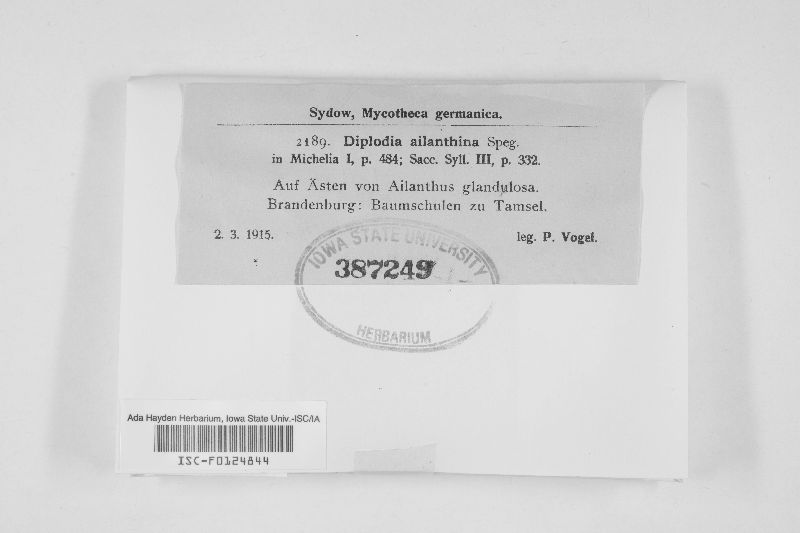 Sydow, Mycotheca germanica.
2189. Diplodia ailanthina Speg.
in Michelia I, p. 484; Sacc. Syll. III, p. 332.
Auf Ästen von Ailanthus glandulosa.
Brandenburg: Baumschulen zu Tamsel.
2. 3. 1915. leg. P. Vogel.
IOWA STATE UNIVERSITY
387249
HERBARIUM
Ada Hayden Herbarium, Iowa State Univ.-ISC/IA
ISC-F0124844